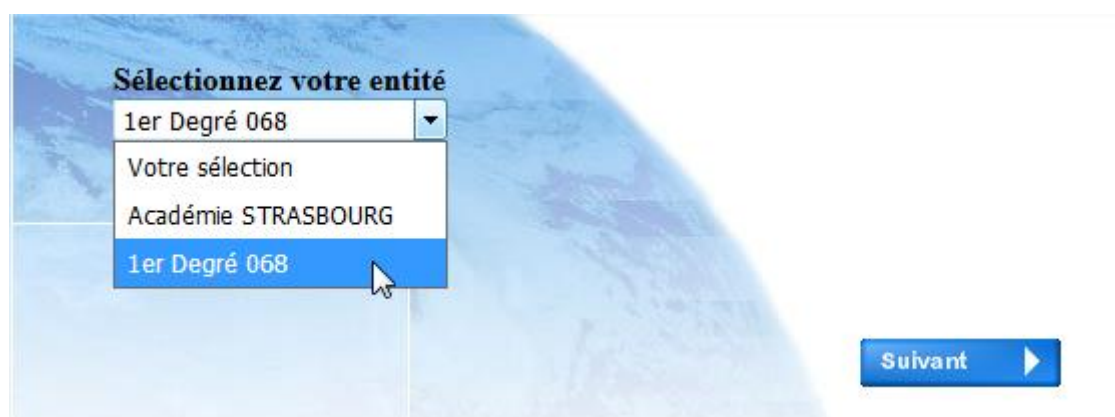 Sélectionnez votre entité
1er Degré 068
Votre sélection
Académie STRASBOURG
1er Degré 068
Suivant